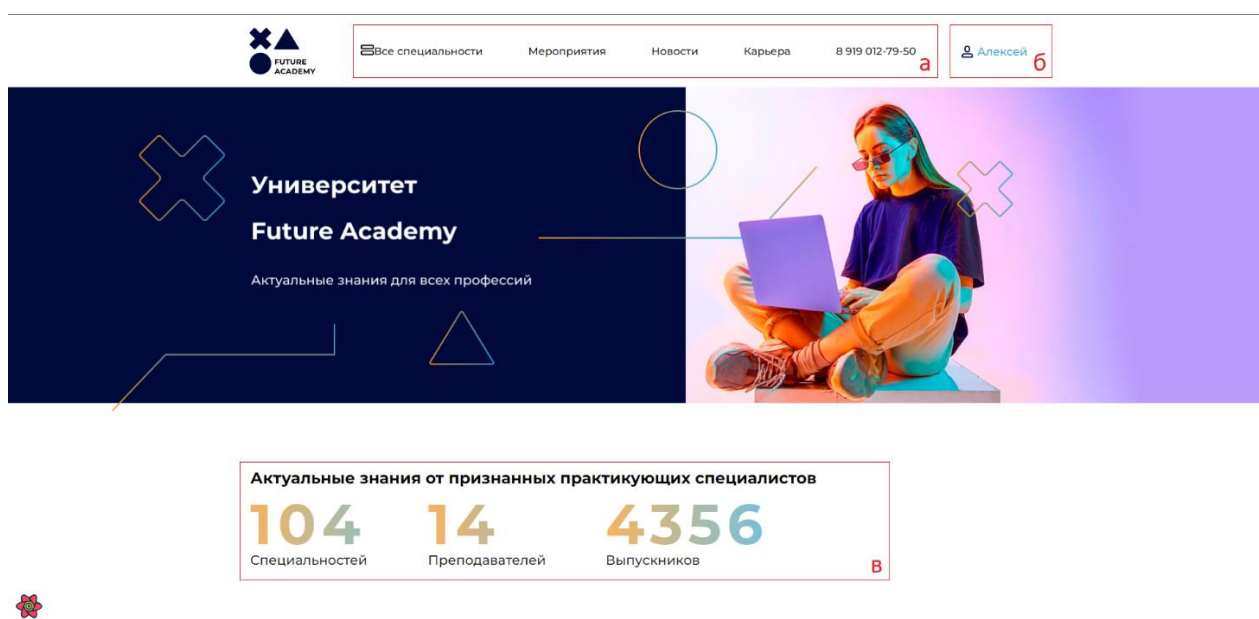 FUTURE
ACADEMY
Все специальности Мероприятия Новости Карьера 8 919 012-79-50 а
Алексей б
Университет
Future Academy
Актуальные знания для всех профессий
Актуальные знания от признанных практикующих специалистов
104 14 4356
Специальностей Преподавателей Выпускников
в